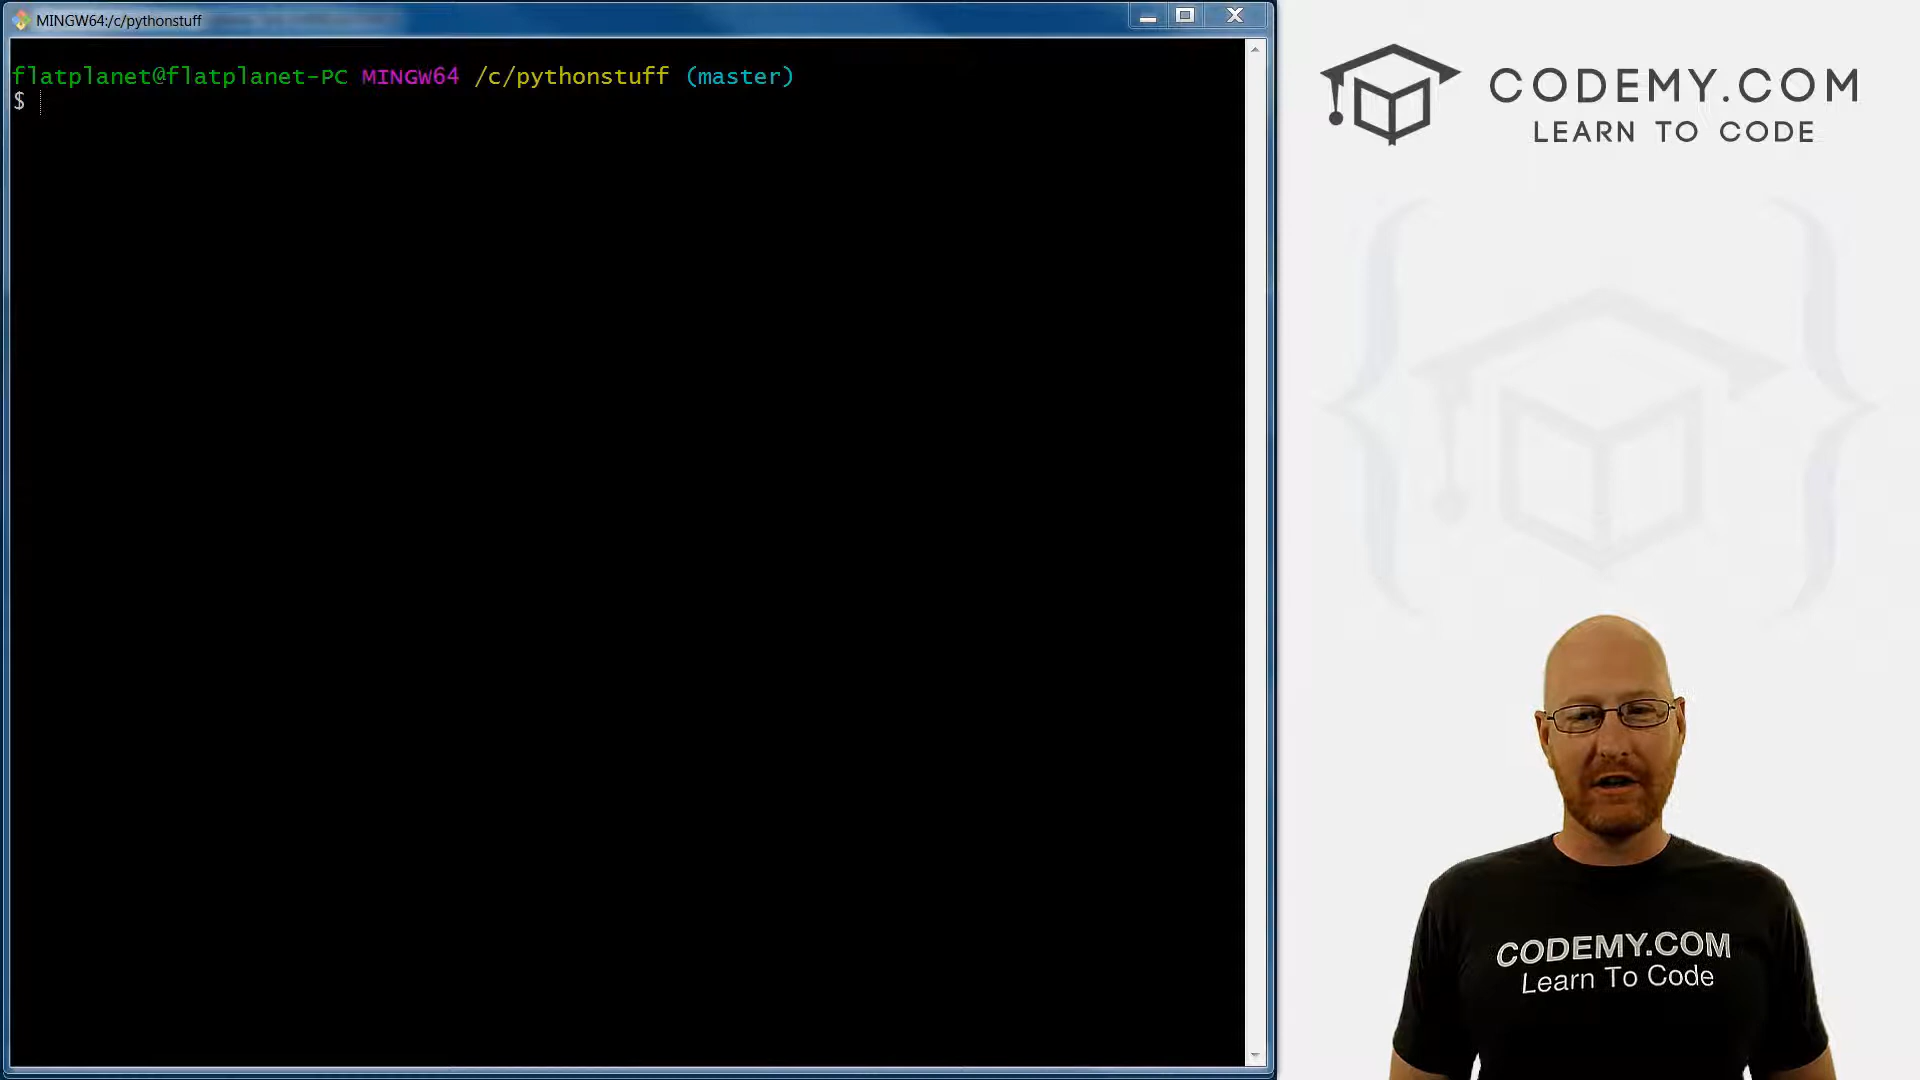 MINGW64:/c/pythonstuff
flatplanet@flatplanet-PC MINGW64 /c/pythonstuff (master)
$
CODEMY.COM
LEARN TO CODE
CODEMY.COM
Learn To Code